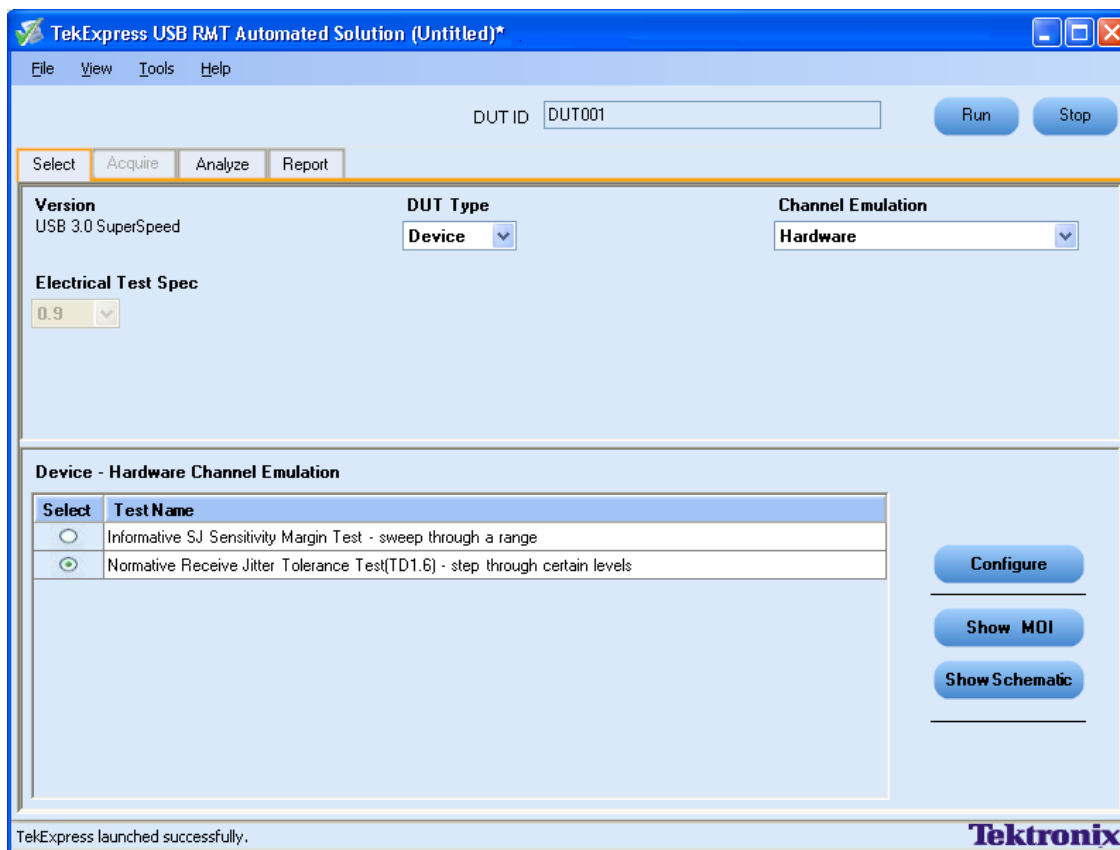 TekExpress USB RMT Automated Solution (Untitled)*
File View Tools Help
DUT ID DUT001 Run Stop
Select Acquire Analyze Report
Version DUT Type Channel Emulation
USB 3.0 SuperSpeed
Device Hardware
Electrical Test Spec
0.9
Device - Hardware Channel Emulation
Select Test Name
Informative SJ Sensitivity Margin Test - sweep through a range
Normative Receive Jitter Tolerance Test(TD1.6) - step through certain levels
Configure
Show MOI
Show Schematic
TekExpress launched successfully.
Tektronix